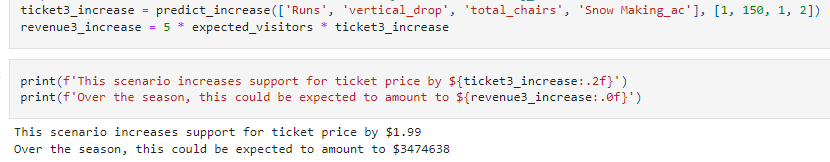 ticket3_increase = predict_increase(['Runs', 'vertical_drop', 'total_chairs', 'Snow Making_ac'], [1, 150, 1, 2])
revenue3_increase = 5 * expected_visitors * ticket3_increase
print(f'This scenario increases support for ticket price by ${ticket3_increase:.2f}')
print(f'Over the season, this could be expected to amount to ${revenue3_increase:.0f}')
This scenario increases support for ticket price by $1.99
Over the season, this could be expected to amount to $3474638